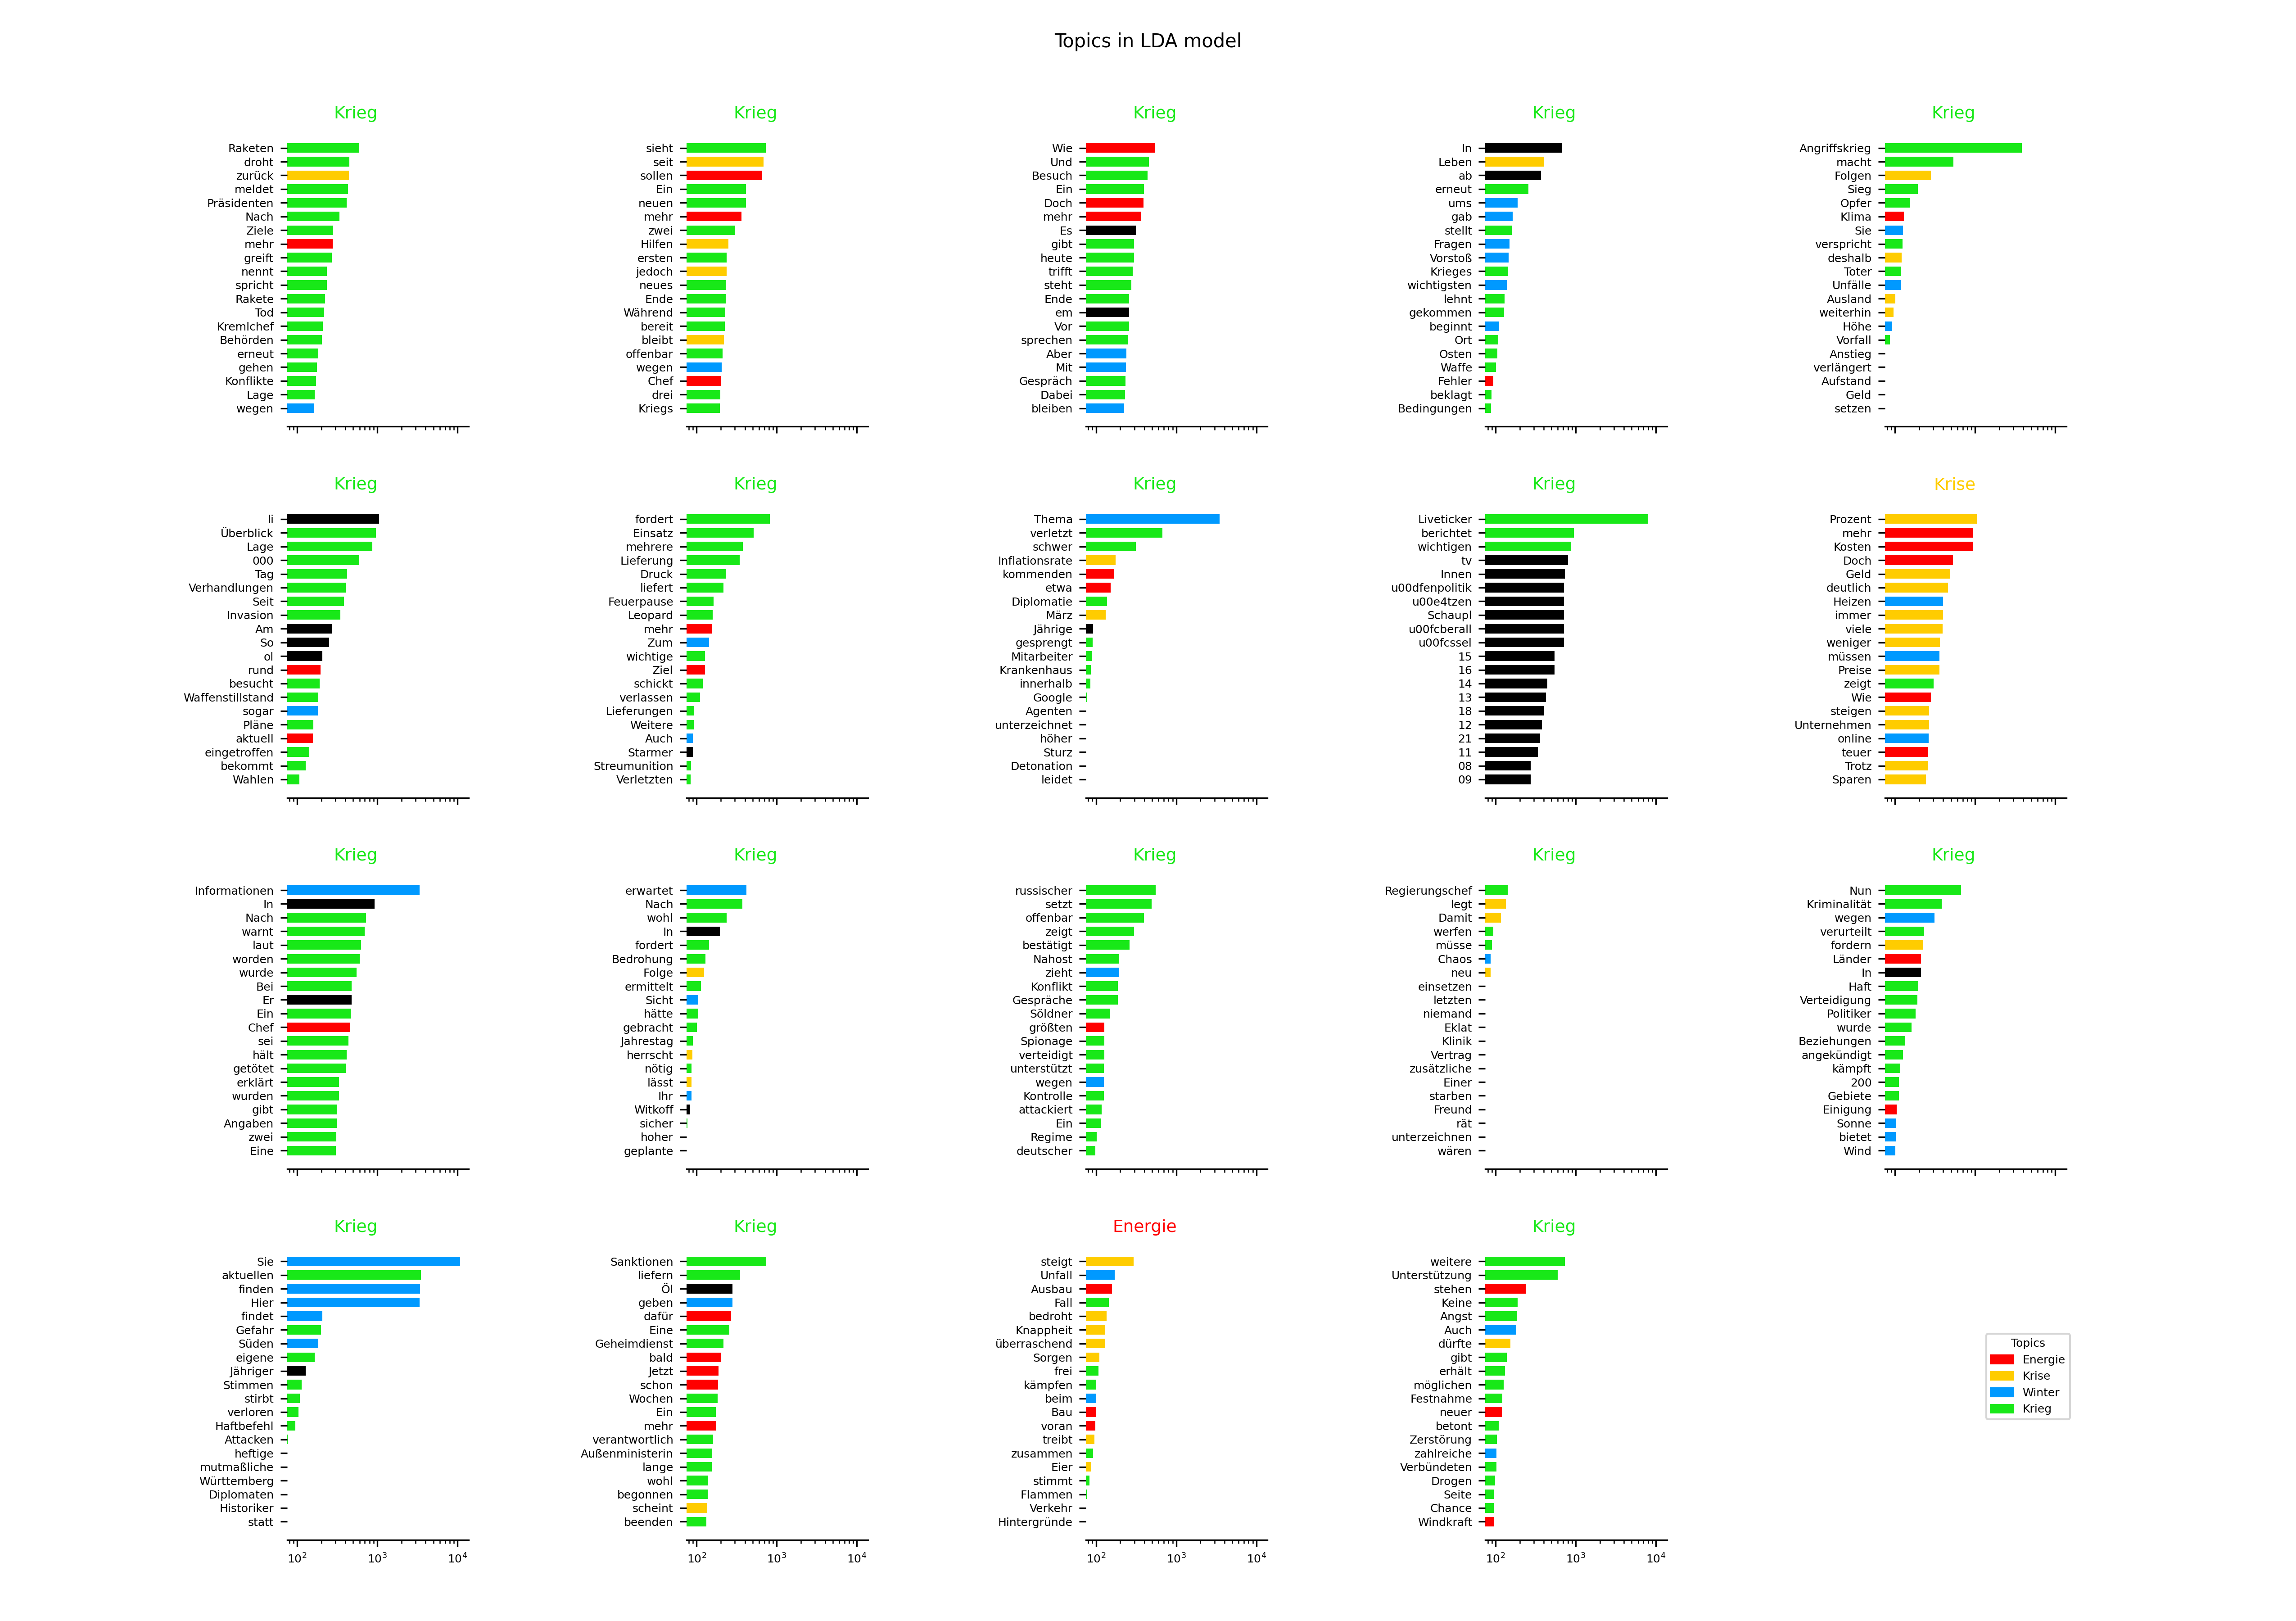 Topics in LDA model
Krieg
Raketen
droht
zurück
meldet
Präsidenten
Nach
Ziele
mehr
greift
nennt
spricht
Rakete
Tod
Kremlchef
Behörden
erneut
gehen
Konflikte
Lage
wegen
Krieg
sieht
seit
sollen
Ein
neuen
mehr
zwei
Hilfen
ersten
jedoch
neues
Ende
Während
bereit
bleibt
offenbar
wegen
Chef
drei
Kriegs
Krieg
Wie
Und
Besuch
Ein
Doch
mehr
Es
gibt
heute
trifft
steht
Ende
em
Vor
sprechen
Aber
Mit
Gespräch
Dabei
bleiben
Krieg
In
Leben
ab
erneut
ums
gab
stellt
Fragen
Vorstoß
Krieges
wichtigsten
lehnt
gekommen
beginnt
Ort
Osten
Waffe
Fehler
beklagt
Bedingungen
Krieg
Angriffskrieg
macht
Folgen
Sieg
Opfer
Klima
Sie
verspricht
deshalb
Toter
Unfälle
Ausland
weiterhin
Höhe
Vorfall
Anstieg
verlängert
Aufstand
Geld
setzen
Krieg
li
Überblick
Lage
000
Tag
Verhandlungen
Seit
Invasion
Am
So
ol
rund
besucht
Waffenstillstand
sogar
Pläne
aktuell
eingetroffen
bekommt
Wahlen
Krieg
fordert
Einsatz
mehrere
Lieferung
Druck
liefert
Feuerpause
Leopard
mehr
Zum
wichtige
Ziel
schickt
verlassen
Lieferungen
Weitere
Auch
Starmer
Streumunition
Verletzten
Krieg
Thema
verletzt
schwer
Inflationsrate
kommenden
etwa
Diplomatie
März
Jährige
gesprengt
Mitarbeiter
Krankenhaus
innerhalb
Google
Agenten
unterzeichnet
höher
Sturz
Detonation
leidet
Krieg
Liveticker
berichtet
wichtigen
tv
Innen
u00dfenpolitik
u00e4tzen
Schaupl
u00fcberall
u00fcssel
15
16
14
13
18
12
21
11
08
09
Krise
Prozent
mehr
Kosten
Doch
Geld
deutlich
Heizen
immer
viele
weniger
müssen
Preise
zeigt
Wie
steigen
Unternehmen
online
teuer
Trotz
Sparen
Krieg
Informationen
In
Nach
warnt
laut
worden
wurde
Bei
Er
Ein
Chef
sei
hält
getötet
erklärt
wurden
gibt
Angaben
zwei
Eine
Krieg
erwartet
Nach
wohl
In
fordert
Bedrohung
Folge
ermittelt
Sicht
hätte
gebracht
Jahrestag
herrscht
nötig
lässt
Ihr
Witkoff
sicher
hoher
geplante
Krieg
russischer
setzt
offenbar
zeigt
bestätigt
Nahost
zieht
Konflikt
Gespräche
Söldner
größten
Spionage
verteidigt
unterstützt
wegen
Kontrolle
attackiert
Ein
Regime
deutscher
Krieg
Regierungschef
legt
Damit
werfen
müsse
Chaos
neu
einsetzen
letzten
niemand
Eklat
Klinik
Vertrag
zusätzliche
Einer
starben
Freund
rät
unterzeichnen
wären
Krieg
Nun
Kriminalität
wegen
verurteilt
fordern
Länder
In
Haft
Verteidigung
Politiker
wurde
Beziehungen
angekündigt
kämpft
200
Gebiete
Einigung
Sonne
bietet
Wind
Krieg
Sie
aktuellen
finden
Hier
findet
Gefahr
Süden
eigene
Jähriger
Stimmen
stirbt
verloren
Haftbefehl
Attacken
heftige
mutmaßliche
Württemberg
Diplomaten
Historiker
statt
10² 10³ 10⁴
Krieg
Sanktionen
liefern
Öl
geben
dafür
Eine
Geheimdienst
bald
Jetzt
schon
Wochen
Ein
mehr
verantwortlich
Außenministerin
lange
wohl
begonnen
scheint
beenden
10² 10³ 10⁴
Energie
steigt
Unfall
Ausbau
Fall
bedroht
Knappheit
überraschend
Sorgen
frei
kämpfen
beim
Bau
voran
treibt
zusammen
Eier
stimmt
Flammen
Verkehr
Hintergründe
10² 10³ 10⁴
Krieg
weitere
Unterstützung
stehen
Keine
Angst
Auch
dürfte
gibt
erhält
möglichen
Festnahme
neuer
betont
Zerstörung
zahlreiche
Verbündeten
Drogen
Seite
Chance
Windkraft
10² 10³ 10⁴
Topics
Energie
Krise
Winter
Krieg